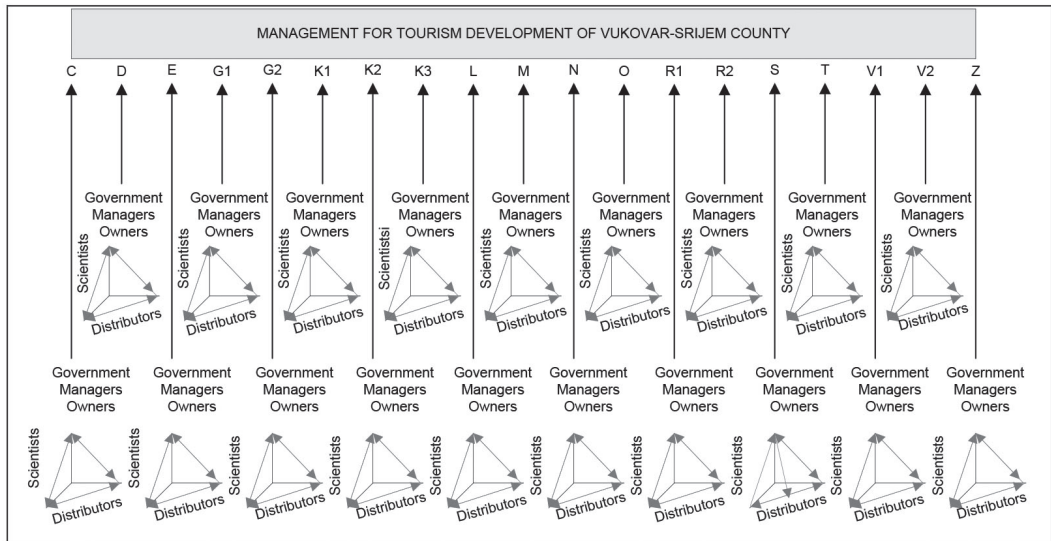 MANAGEMENT FOR TOURISM DEVELOPMENT OF VUKOVAR-SRIJEM COUNTY
C D E G1 G2 K1 K2 K3 L M N O R1 R2 S T V1 V2 Z
Government Government Government Government Government Government Government Government Government
Managers Managers Managers Managers Managers Managers Managers Managers Managers
Owners Owners Owners Owners Owners Owners Owners Owners Owners
Scientists Scientists Scientists Scientistsi Scientists Scientists Scientists Scientists Scientists
Distributors Distributors Distributors Distributors Distributors Distributors Distributors Distributors Distributors
Government Government Government Government Government Government Government Government Government Government
Managers Managers Managers Managers Managers Managers Managers Managers Managers Managers
Owners Owners Owners Owners Owners Owners Owners Owners Owners Owners
Scientists Scientists Scientists Scientists Scientists Scientists Scientists Scientists Scientists Scientists
Distributors Distributors Distributors Distributors Distributors Distributors Distributors Distributors Distributors Distributors